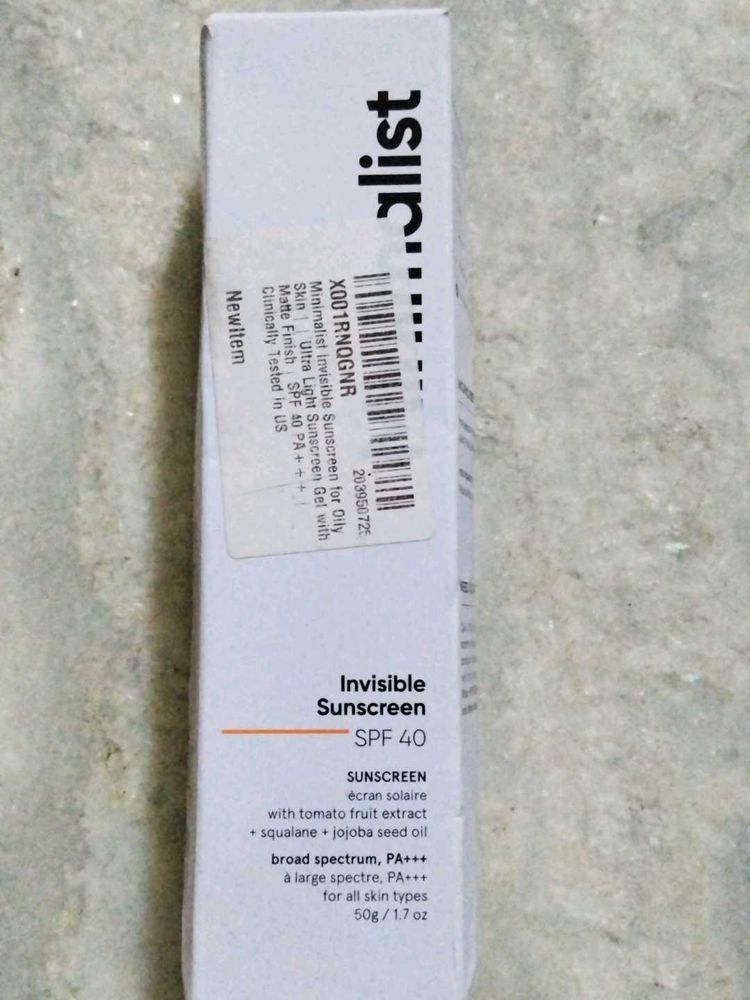 alist
X001RNQGNR
Minimalist Invisible Sunscreen for Oily
Skin | | Ultra Light Sunscreen Gel with
Matte Finish | SPF 40 PA + + + |
Clinically Tested in US
NewItem
Invisible
Sunscreen
SPF 40
SUNSCREEN
écran solaire
with tomato fruit extract
+ squalane + jojoba seed oil
broad spectrum, PA+++
à large spectre, PA+++
for all skin types
50g / 1.7 oz